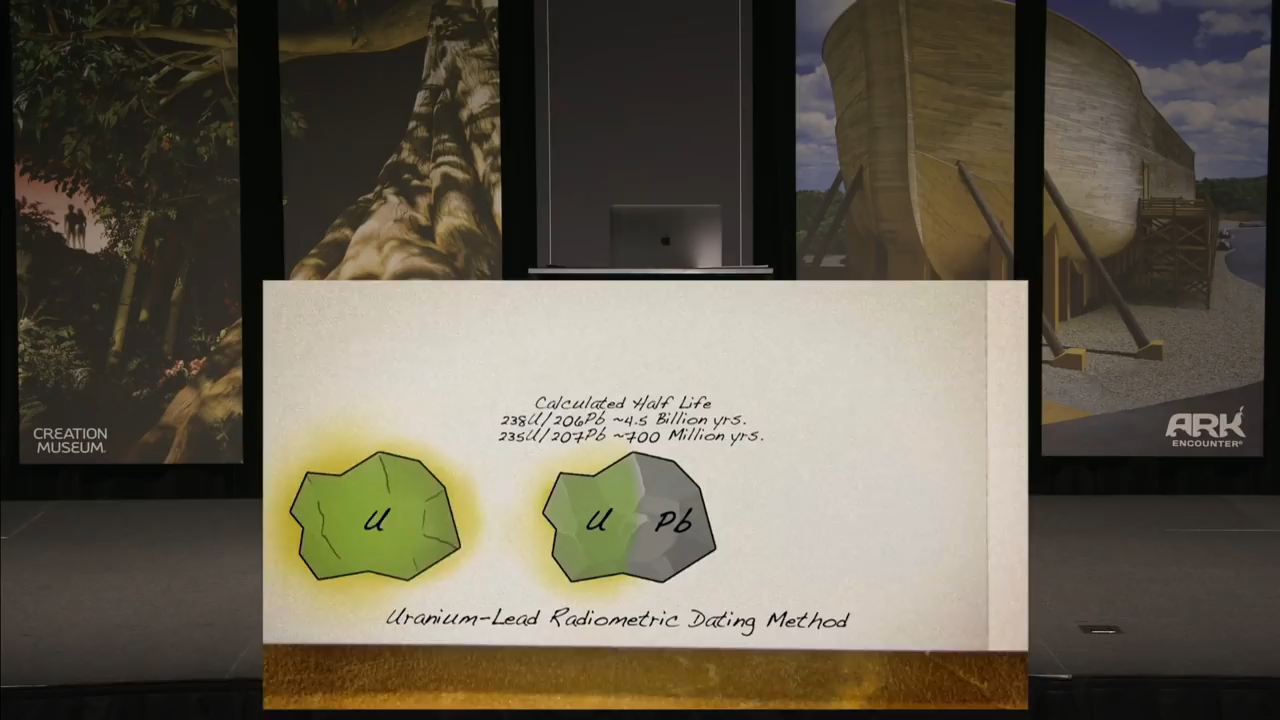 CREATION
MUSEUM
ARK
ENCOUNTER
Calculated Half Life
238U/206Pb ~4.5 Billion yrs.
235U/207Pb ~700 Million yrs.
U
U
Pb
Uranium-Lead Radiometric Dating Method